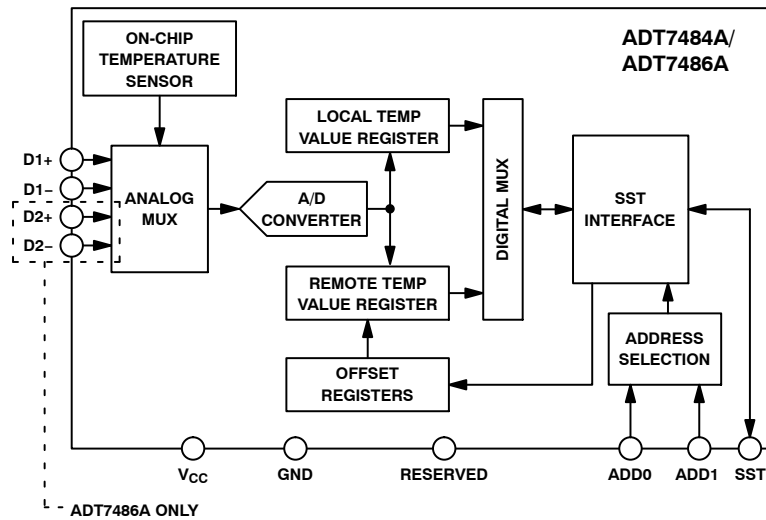 ON-CHIP
TEMPERATURE
SENSOR
ADT7484A/
ADT7486A
LOCAL TEMP
VALUE REGISTER
D1+
D1−
D2+
D2−
ANALOG
MUX
A/D
CONVERTER
DIGITAL MUX
SST
INTERFACE
REMOTE TEMP
VALUE REGISTER
ADDRESS
SELECTION
OFFSET
REGISTERS
VCC
GND
RESERVED
ADD0
ADD1
SST
ADT7486A ONLY